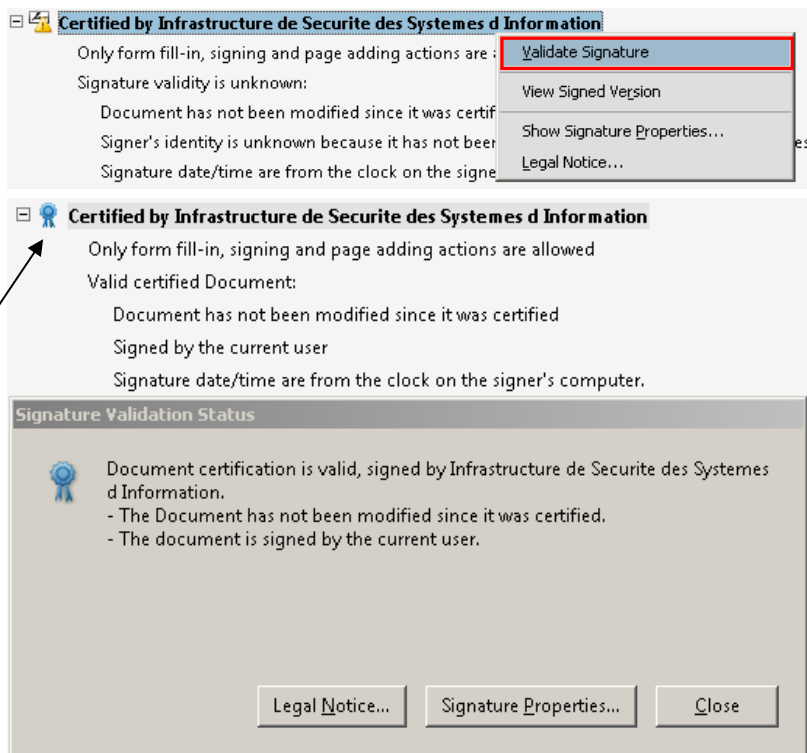 Certified by Infrastructure de Securite des Systemes d Information
Only form fill-in, signing and page adding actions are
Validate Signature
Signature validity is unknown:
View Signed Version
Document has not been modified since it was certif
Show Signature Properties...
Signer's identity is unknown because it has not beer
Legal Notice...
Signature date/time are from the clock on the signe
Certified by Infrastructure de Securite des Systemes d Information
Only form fill-in, signing and page adding actions are allowed
Valid certified Document:
Document has not been modified since it was certified
Signed by the current user
Signature date/time are from the clock on the signer's computer.
Signature Validation Status
Document certification is valid, signed by Infrastructure de Securite des Systemes
d Information.
- The Document has not been modified since it was certified.
- The document is signed by the current user.
Legal Notice... Signature Properties... Close